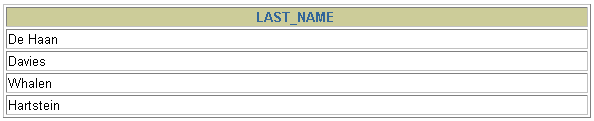 LAST_NAME
De Haan
Davies
Whalen
Hartstein